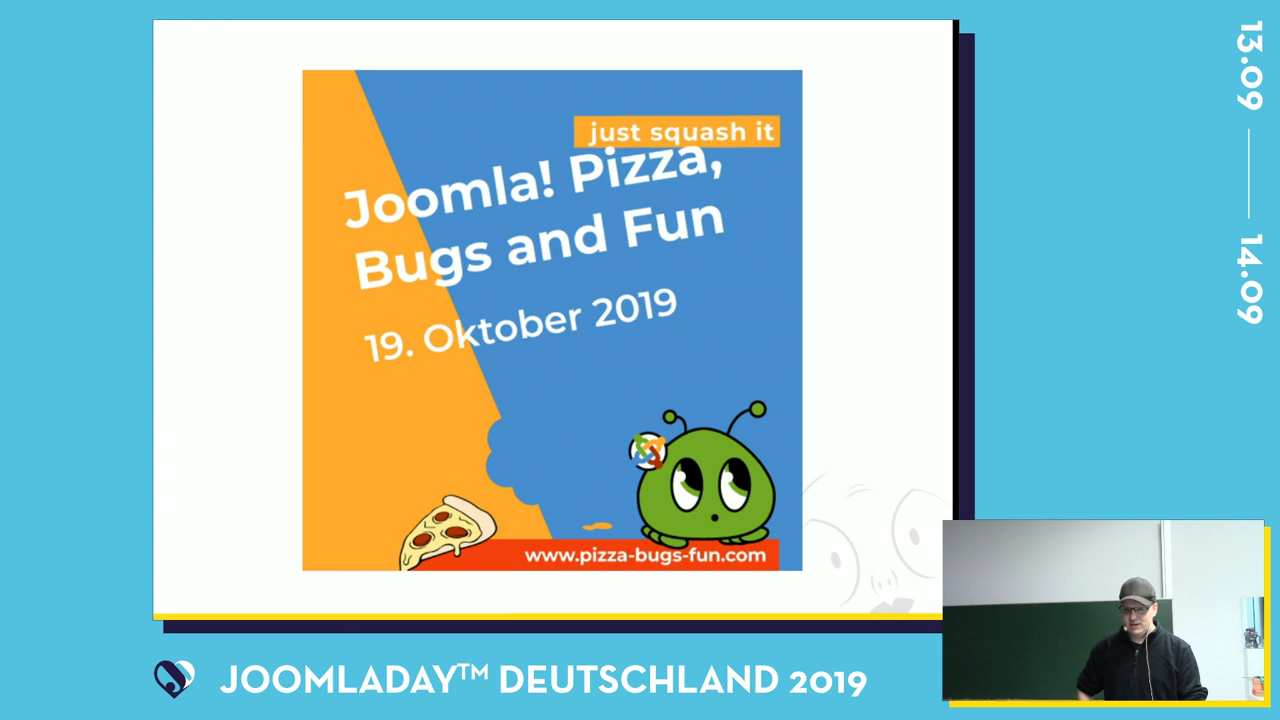 just squash it
Joomla! Pizza,
Bugs and Fun
19. Oktober 2019
www.pizza-bugs-fun.com
13.09
14.09
JOOMLADAY™ DEUTSCHLAND 2019